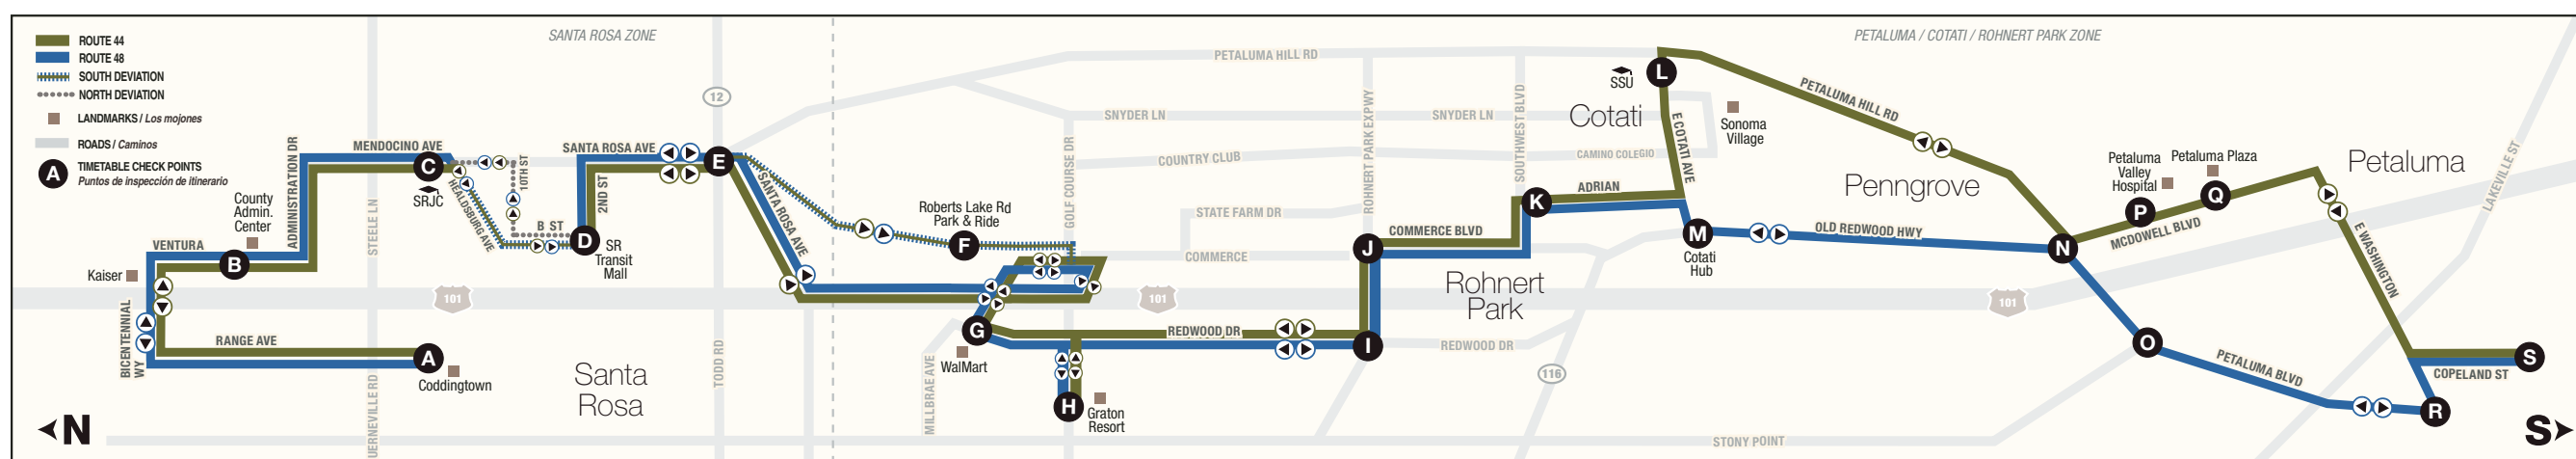 ROUTE 44
ROUTE 48
SOUTH DEVIATION
NORTH DEVIATION
LANDMARKS / Los mojones
ROADS / Caminos
A
TIMETABLE CHECK POINTS
Puntos de inspección de itinerario
SANTA ROSA ZONE
PETALUMA / COTATI / ROHNERT PARK ZONE
Kaiser
BICENTENNIAL
WY
VENTURA
B
County
Admin.
Center
ADMINISTRATION DR
RANGE AVE
A
Coddingtown
STEELE LN
GUERNEVILLE RD
101
MENDOCINO AVE
C
SRJC
HEALDSBURG AVE
10TH ST
B ST
D
SR
Transit
Mall
2ND ST
SANTA ROSA AVE
E
12
TODD RD
Santa
Rosa
SANTA ROSA AVE
Roberts Lake Rd
Park & Ride
F
G
WalMart
MILLBRAE AVE
GOLF COURSE DR
H
Graton
Resort
REDWOOD DR
101
PETALUMA HILL RD
SNYDER LN
COUNTRY CLUB
STATE FARM DR
COMMERCE
ROHNERT PARK EXPWY
J
I
COMMERCE BLVD
REDWOOD DR
Rohnert
Park
116
SNYDER LN
SOUTHWEST BLVD
K
ADRIAN
CAMINO COLEGIO
Cotati
SSU
L
E COTATI AVE
Sonoma
Village
M
Cotati
Hub
OLD REDWOOD HWY
PETALUMA HILL RD
Penngrove
101
N
STONY POINT
O
PETALUMA BLVD
Petaluma
Valley
Hospital
P
Petaluma Plaza
Q
MCDOWELL BLVD
Petaluma
LAKEVILLE ST
E WASHINGTON
R
COPELAND ST
S
N
S